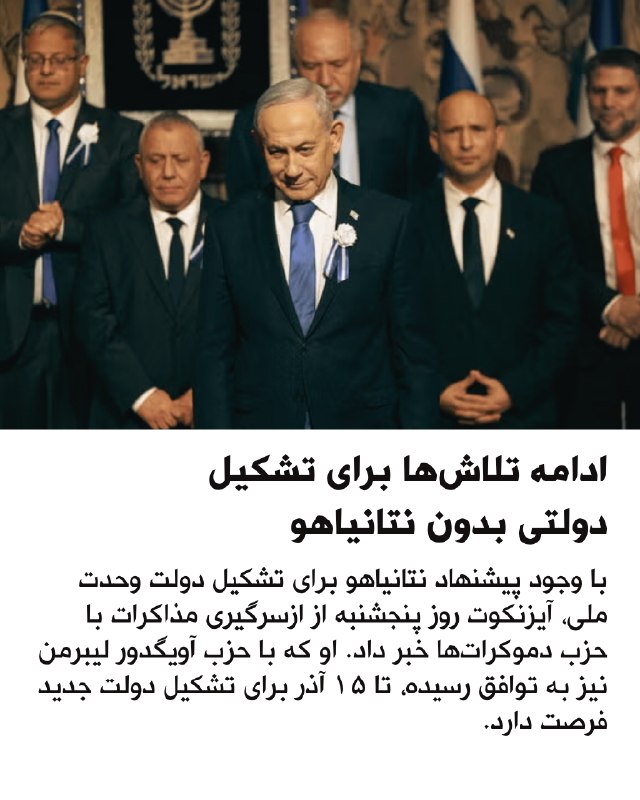 ישראל
ادامه تلاش‌ها برای تشکیل
دولتی بدون نتانیاهو
با وجود پیشنهاد نتانیاهو برای تشکیل دولت وحدت
ملی، آیزنکوت روز پنجشنبه از ازسرگیری مذاکرات با
حزب دموکرات‌ها خبر داد. او که با حزب آویگدور لیبرمن
نیز به توافق رسیده، تا ۱۵ آذر برای تشکیل دولت جدید
فرصت دارد.